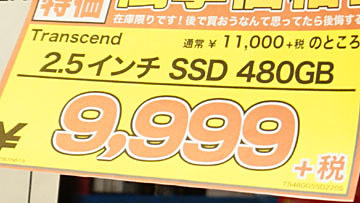 特価
在庫限りです!後で買おうなんて思ってたら後悔する
Transcend 通常¥11,000+税のところ
2.5インチ SSD 480GB
¥9,999+税
TS480GSSD220S